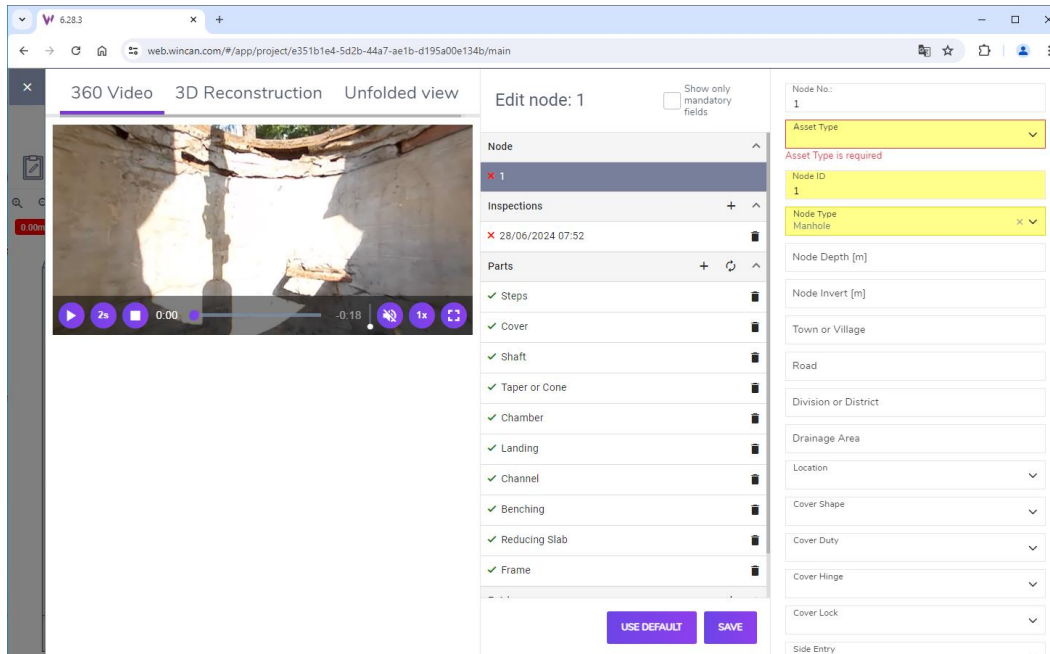 6.28.3
web.wincan.com/#/app/project/e351b1e4-5d2b-44a7-ae1b-d195a00e134b/main
360 Video 3D Reconstruction Unfolded view
0.00m
2s 0:00 -0:18 1x
Edit node: 1
Show only
mandatory
fields
Node
1
Inspections
28/06/2024 07:52
Parts
Steps
Cover
Shaft
Taper or Cone
Chamber
Landing
Channel
Benching
Reducing Slab
Frame
USE DEFAULT SAVE
Node No.:
1
Asset Type
Asset Type is required
Node ID
1
Node Type
Manhole
Node Depth [m]
Node Invert [m]
Town or Village
Road
Division or District
Drainage Area
Location
Cover Shape
Cover Duty
Cover Hinge
Cover Lock
Side Entry